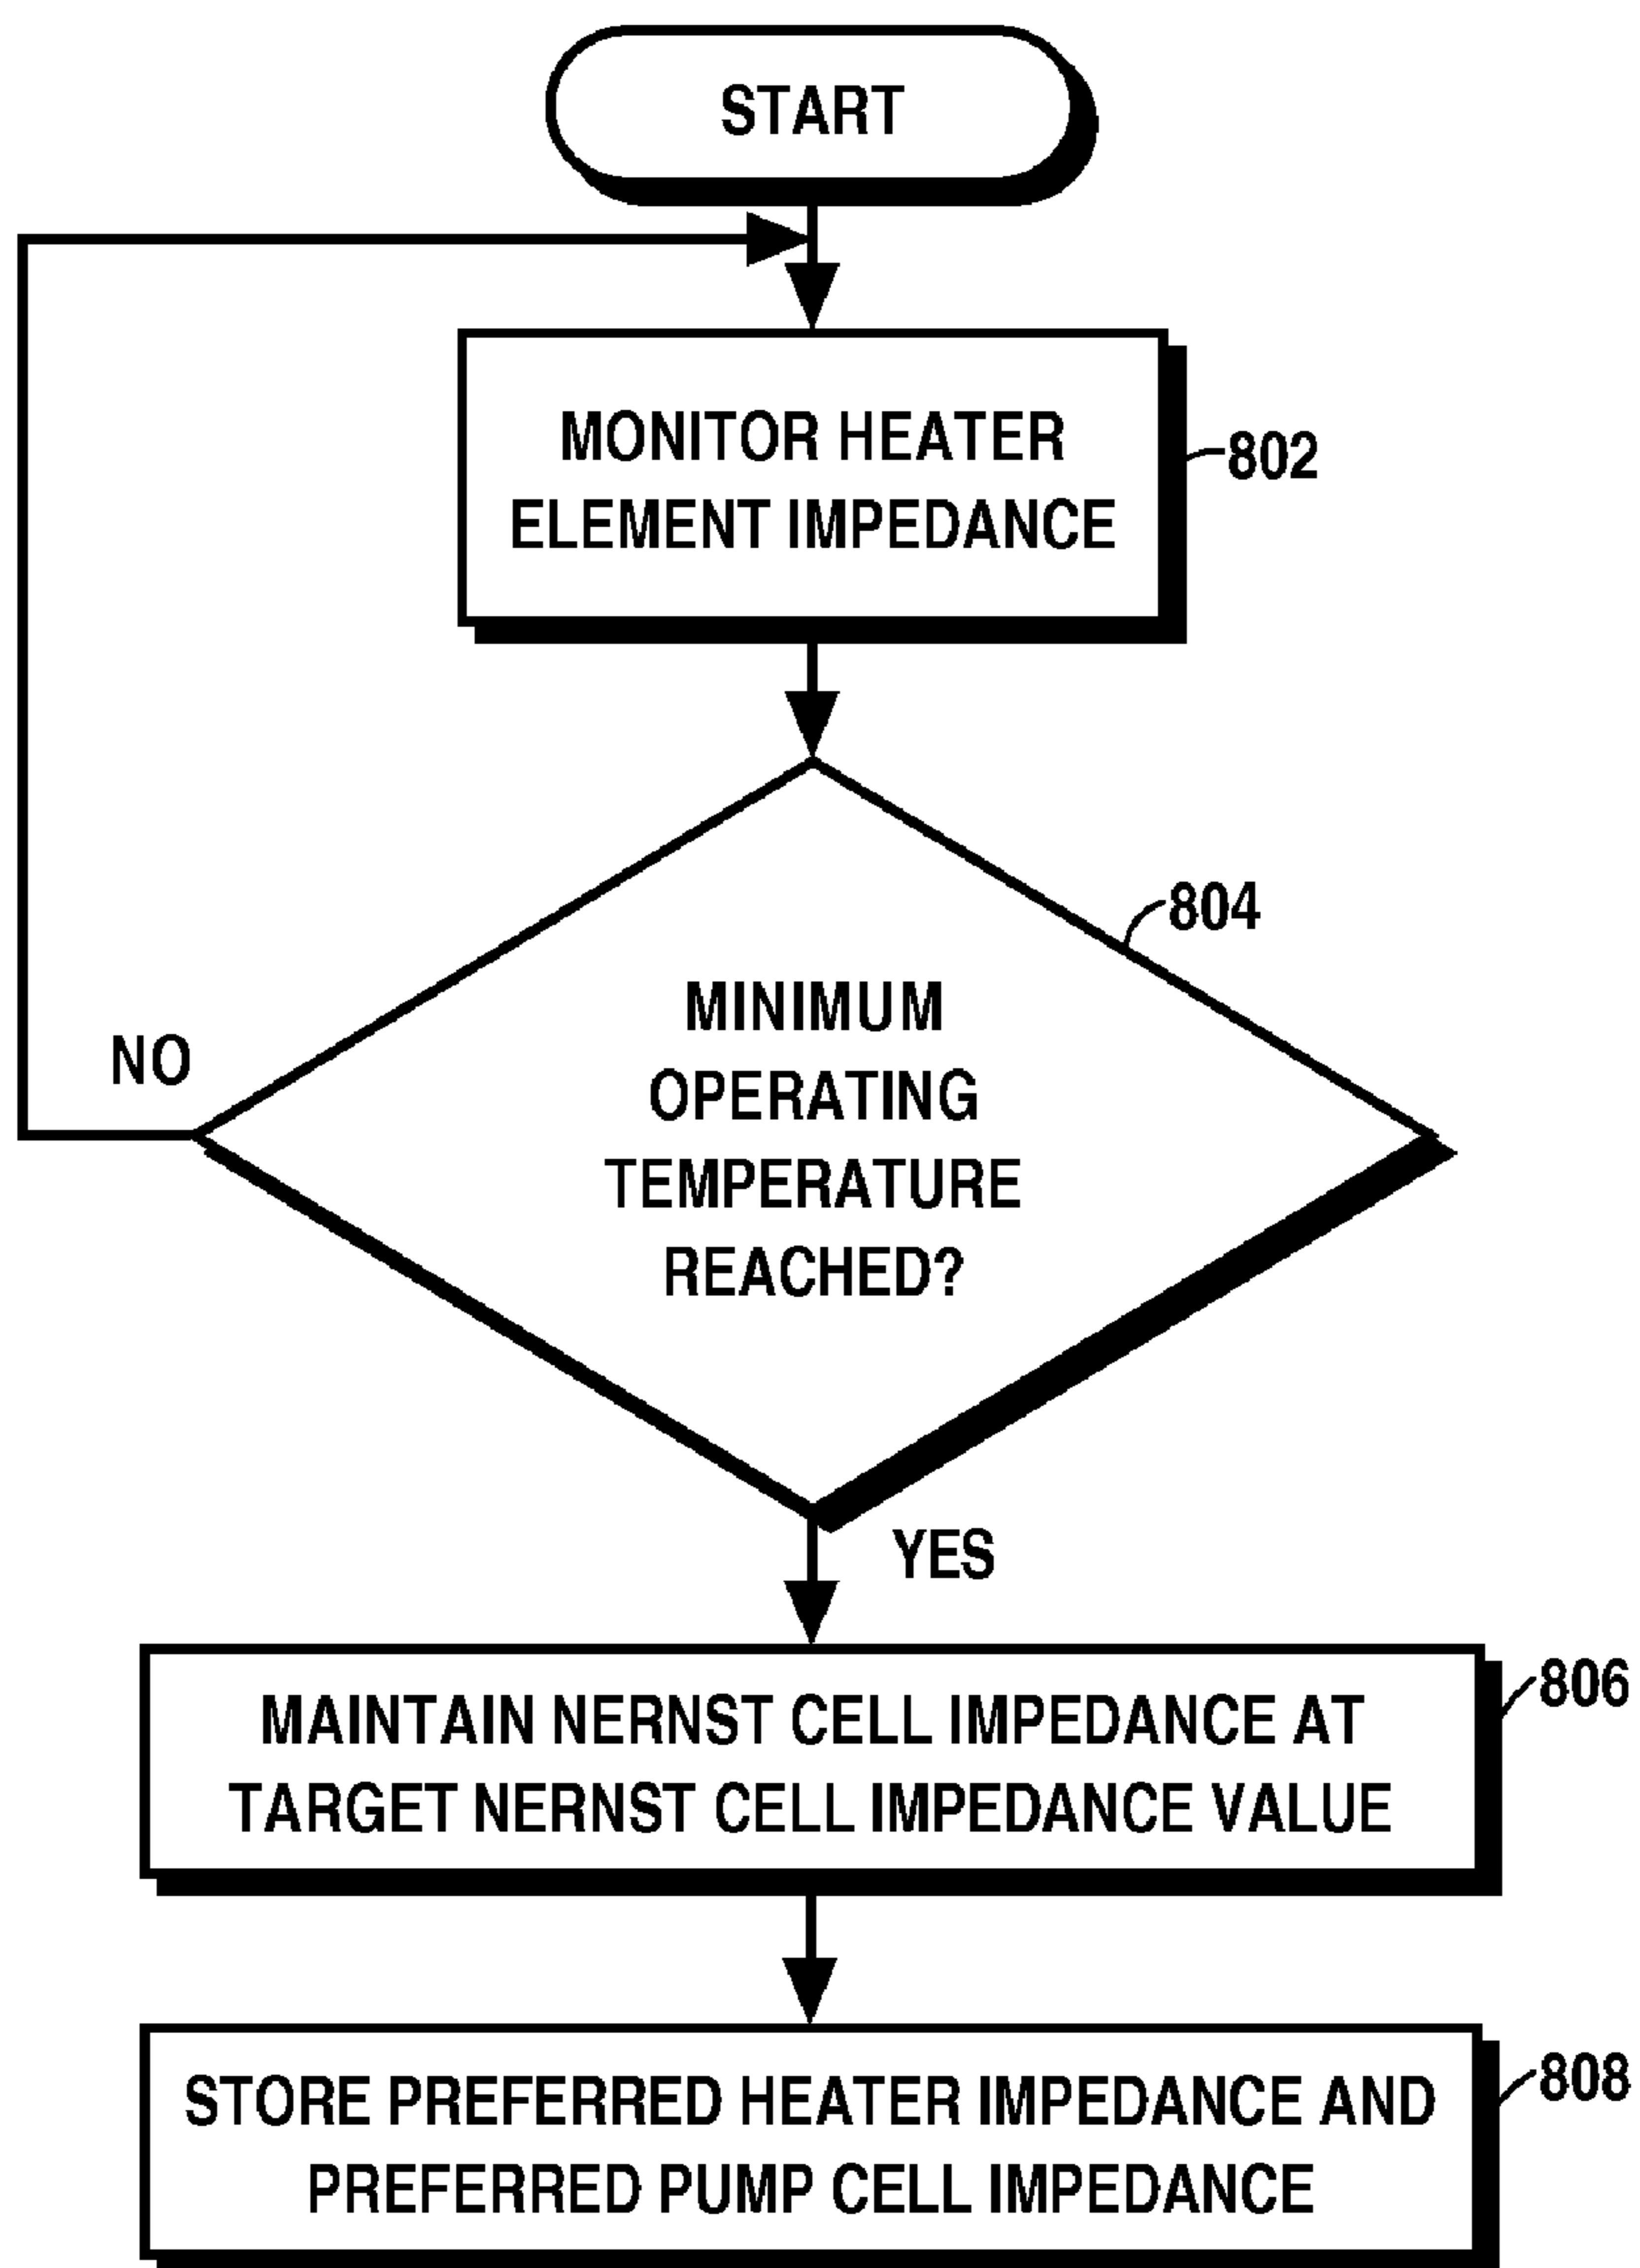 START
MONITOR HEATER
ELEMENT IMPEDANCE
802
804
MINIMUM
OPERATING
TEMPERATURE
REACHED?
NO
YES
MAINTAIN NERNST CELL IMPEDANCE AT
TARGET NERNST CELL IMPEDANCE VALUE
806
STORE PREFERRED HEATER IMPEDANCE AND
PREFERRED PUMP CELL IMPEDANCE
808